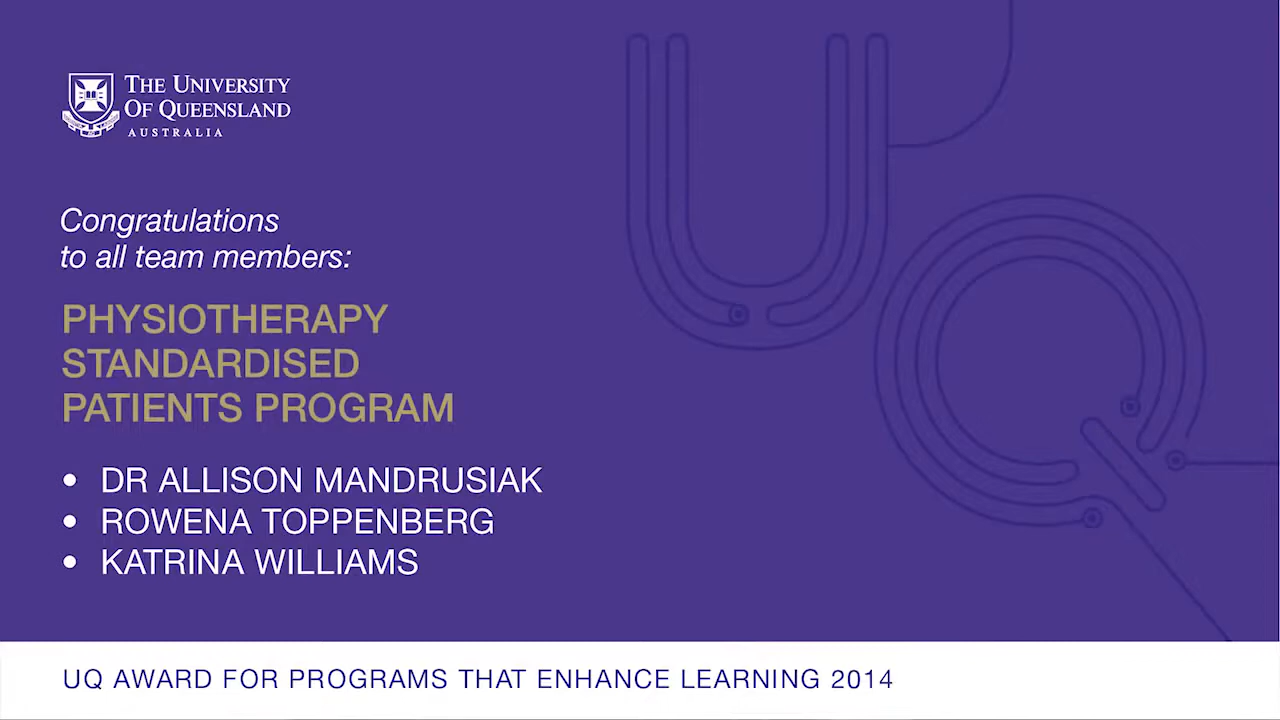 THE UNIVERSITY
OF QUEENSLAND
AUSTRALIA
Congratulations
to all team members:
PHYSIOTHERAPY
STANDARDISED
PATIENTS PROGRAM
• DR ALLISON MANDRUSIAK
• ROWENA TOPPENBERG
• KATRINA WILLIAMS
UQ
UQ AWARD FOR PROGRAMS THAT ENHANCE LEARNING 2014